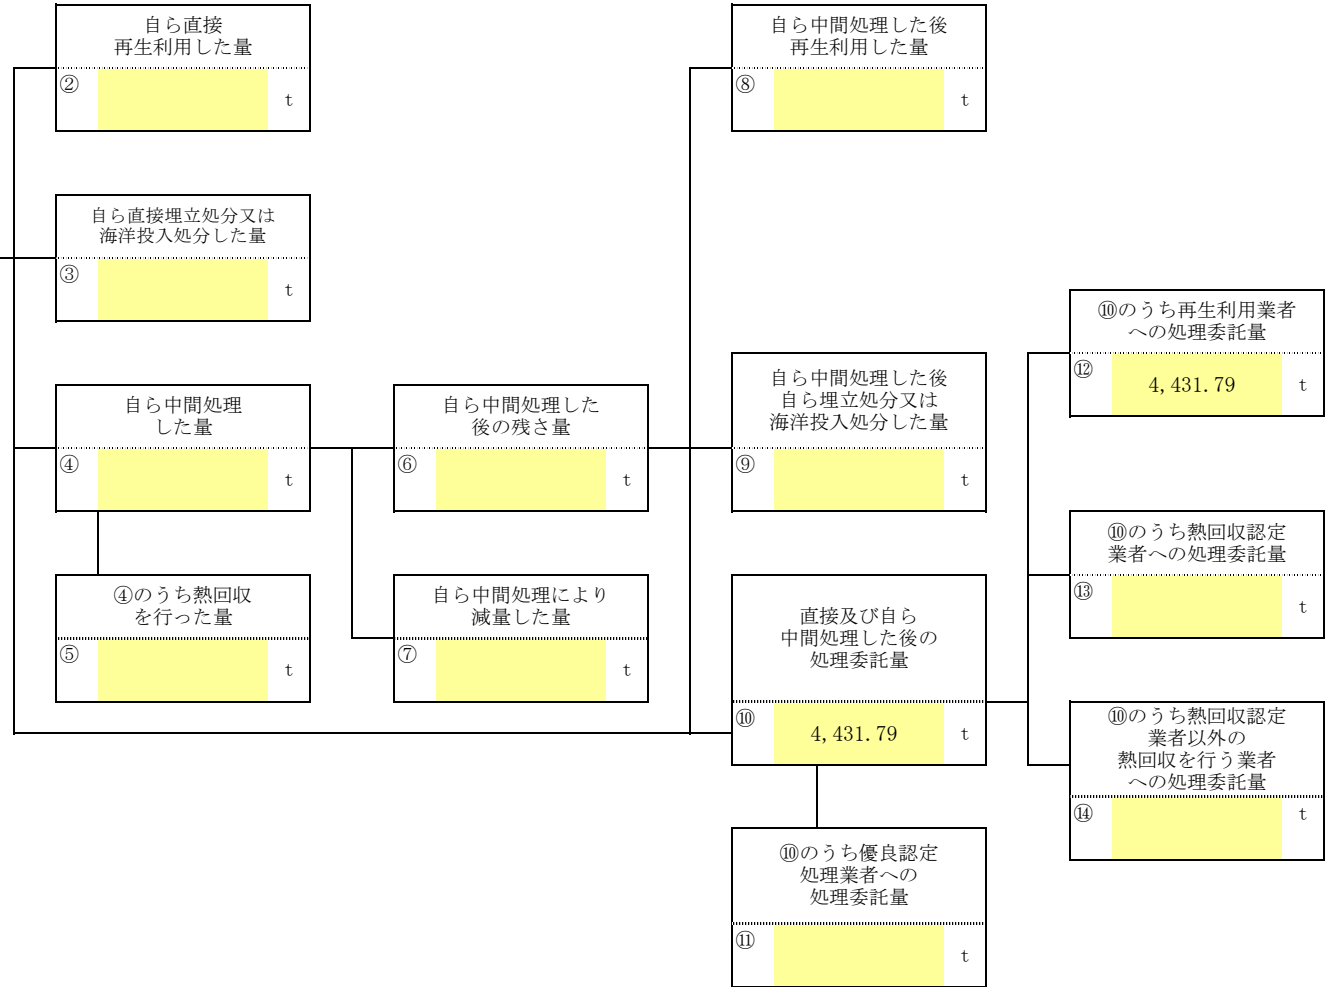 自ら直接
再生利用した量
②
t
自ら中間処理した後
再生利用した量
⑧
t
自ら直接埋立処分又は
海洋投入処分した量
③
t
⑩のうち再生利用業者
への処理委託量
⑫
4,431.79
t
自ら中間処理
した量
④
t
自ら中間処理した
後の残さ量
⑥
t
自ら中間処理した後
自ら埋立処分又は
海洋投入処分した量
⑨
t
⑩のうち熱回収認定
業者への処理委託量
⑬
t
④のうち熱回収
を行った量
⑤
t
自ら中間処理により
減量した量
⑦
t
直接及び自ら
中間処理した後の
処理委託量
⑩
4,431.79
t
⑩のうち熱回収認定
業者以外の
熱回収を行う業者
への処理委託量
⑭
t
⑩のうち優良認定
処理業者への
処理委託量
⑪
t